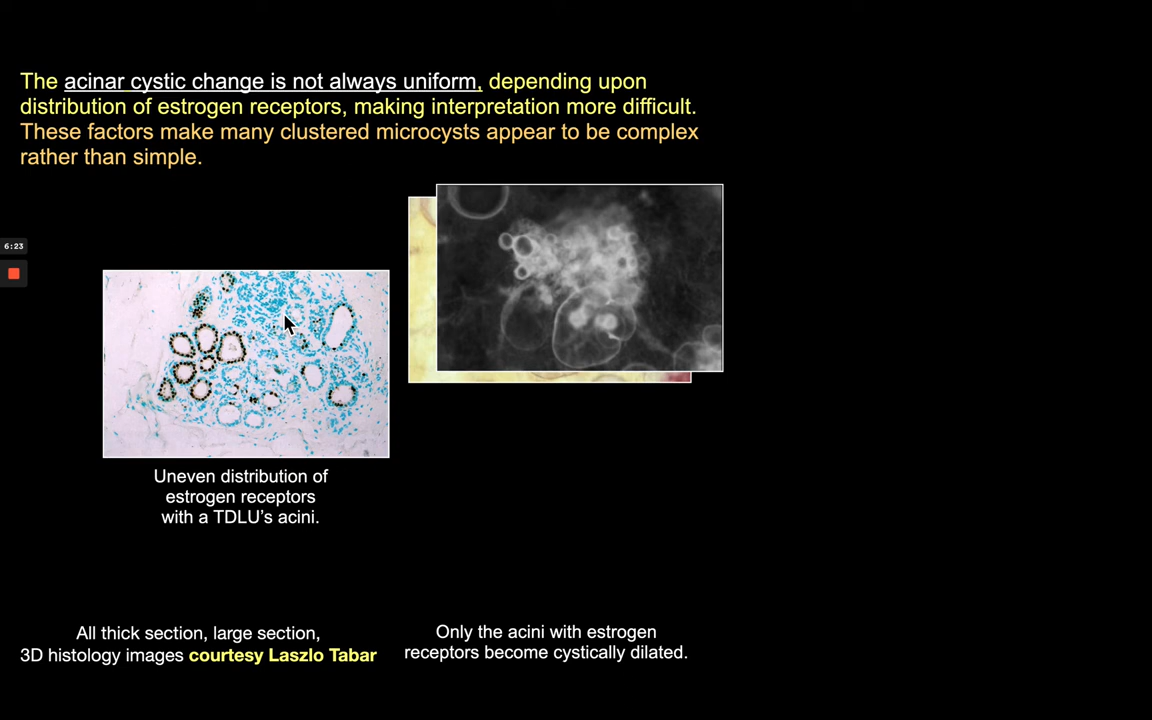 The acinar cystic change is not always uniform, depending upon
distribution of estrogen receptors, making interpretation more difficult.
These factors make many clustered microcysts appear to be complex
rather than simple.
6:23
Uneven distribution of
estrogen receptors
with a TDLU's acini.
All thick section, large section,
3D histology images courtesy Laszlo Tabar
Only the acini with estrogen
receptors become cystically dilated.